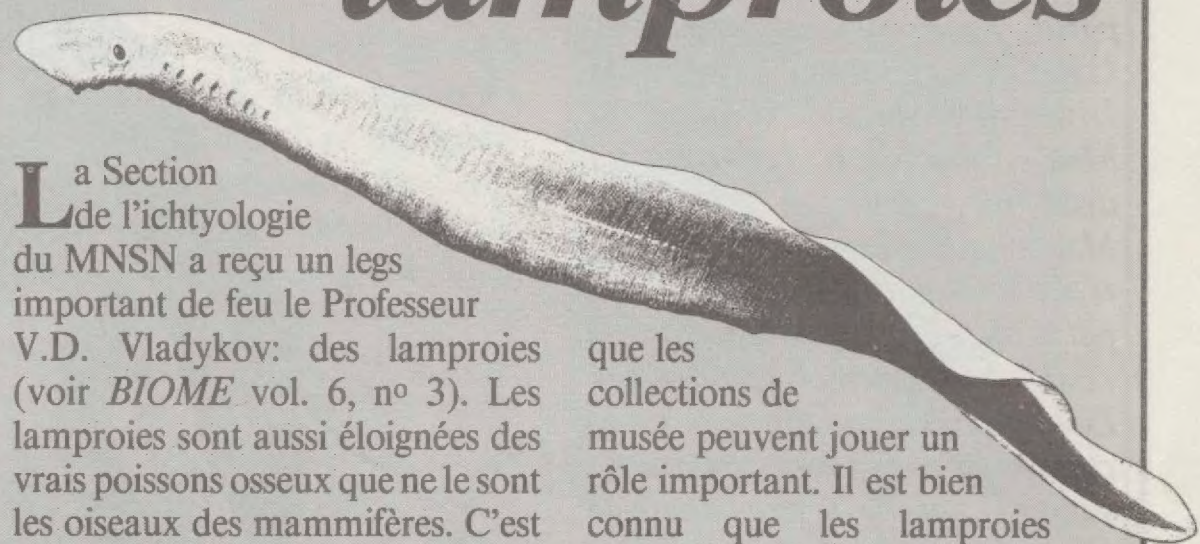 lamproies
La Section
de l'ichtyologie
du MNSN a reçu un legs
important de feu le Professeur
V.D. Vladykov: des lamproies
(voir BIOME vol. 6, nº 3). Les
lamproies sont aussi éloignées des
vrais poissons osseux que ne le sont
les oiseaux des mammifères. C'est
que les
collections de
musée peuvent jouer un
rôle important. Il est bien
connu que les lamproies